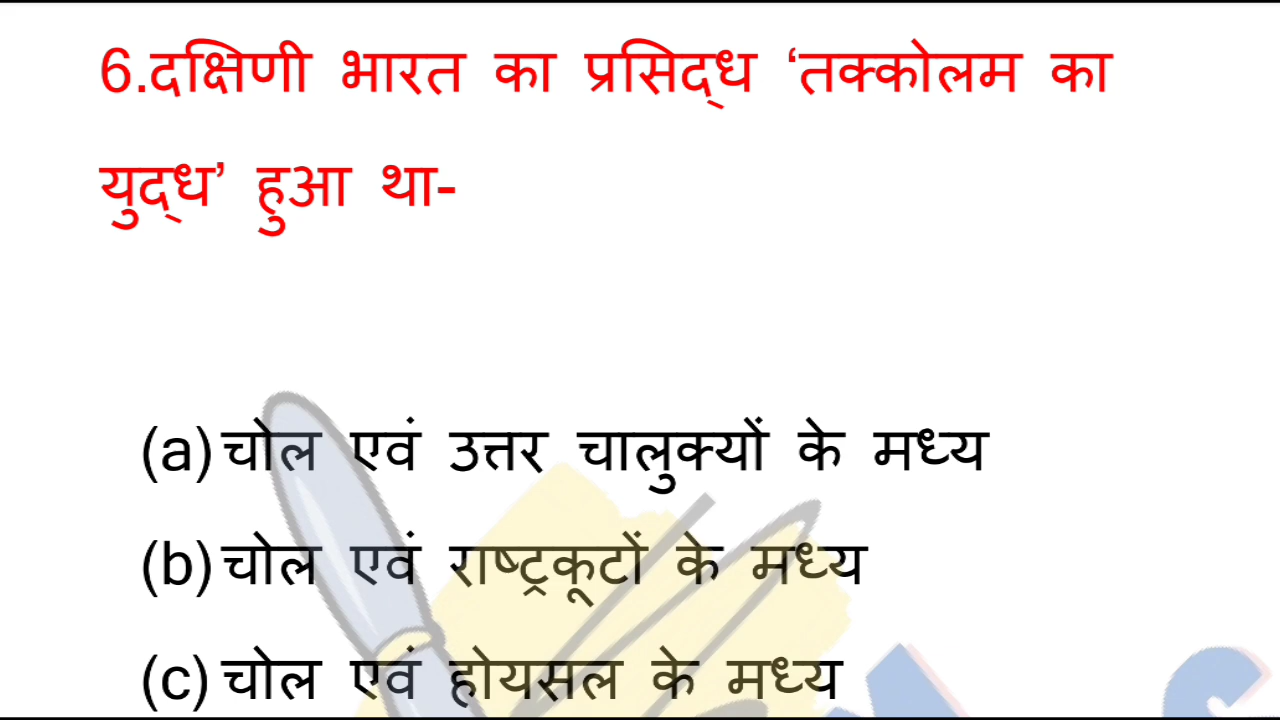 6.दक्षिणी भारत का प्रसिद्ध ‘तक्कोलम का
युद्ध’ हुआ था-
(a)चोल एवं उत्तर चालुक्यों के मध्य
(b)चोल एवं राष्ट्रकूटों के मध्य
(c)चोल एवं होयसल के मध्य